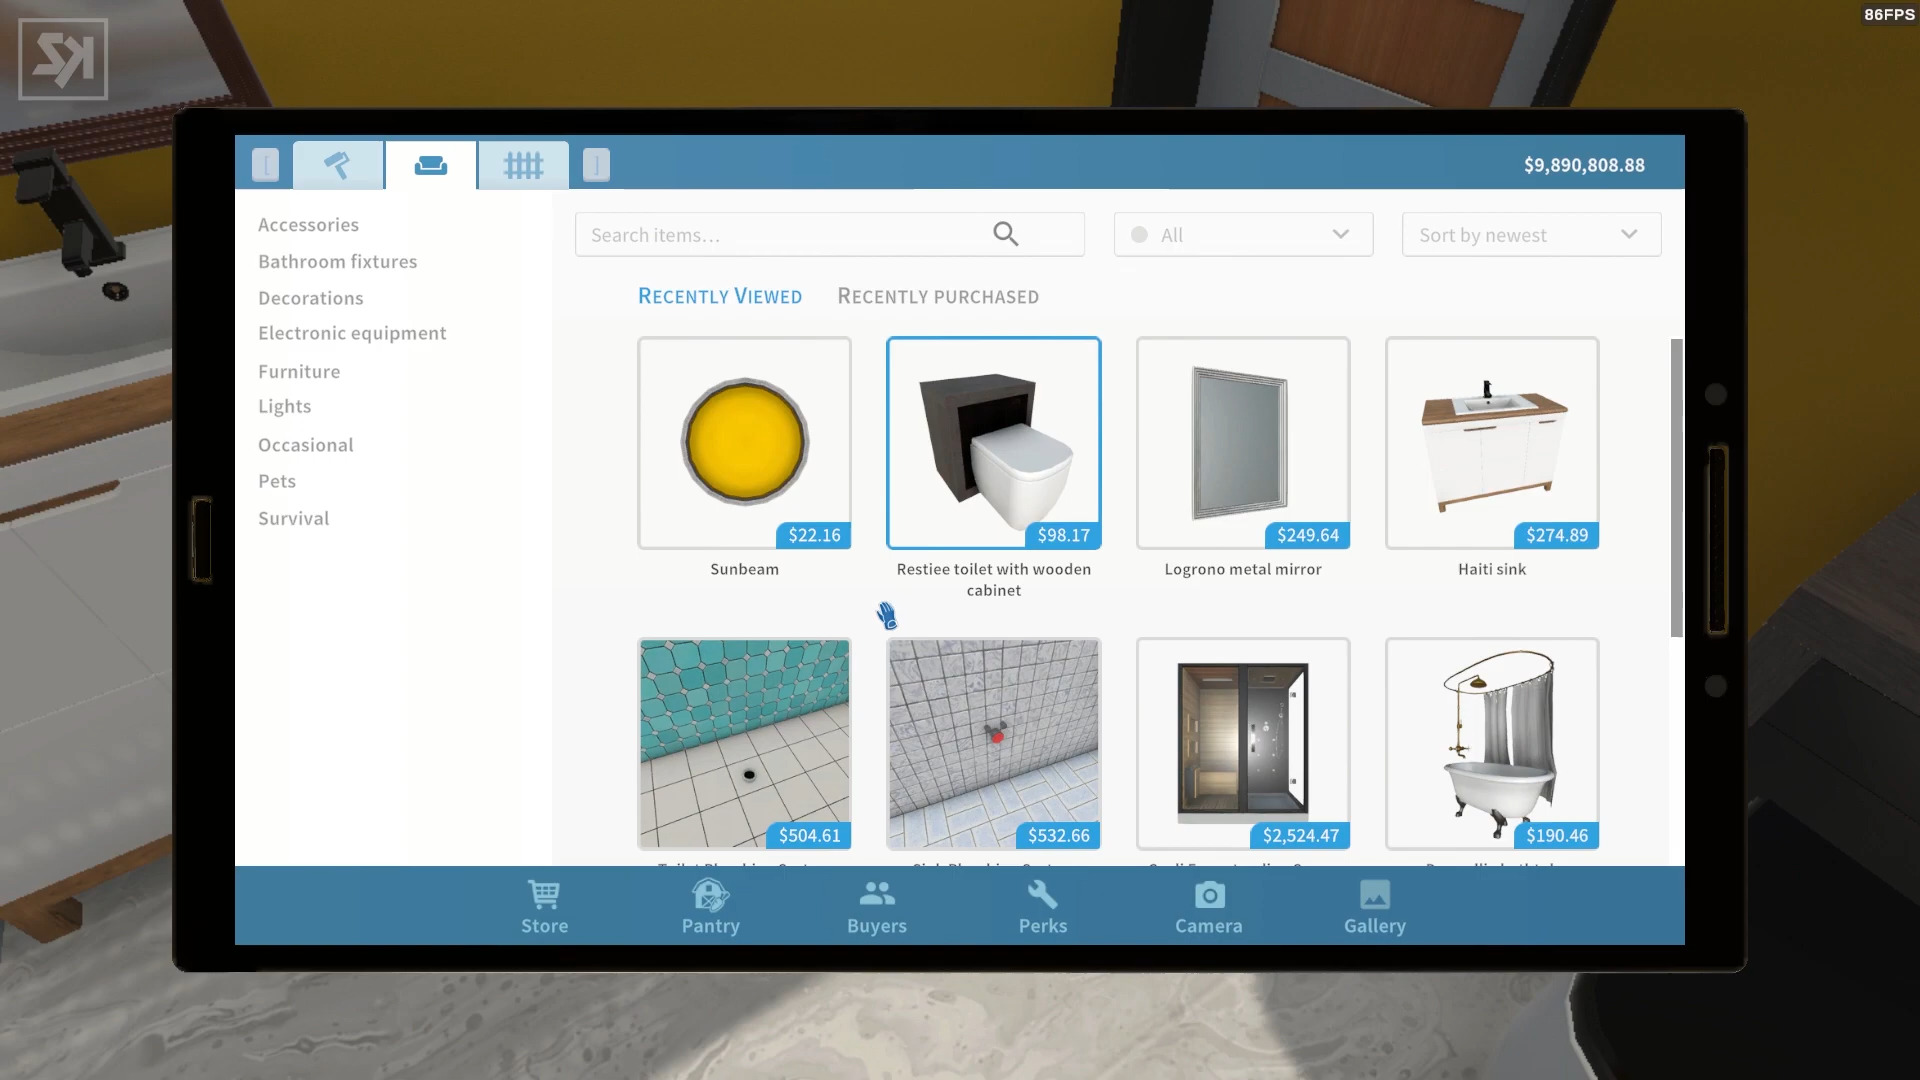 86FPS
[
]
$9,890,808.88
Accessories
Bathroom fixtures
Decorations
Electronic equipment
Furniture
Lights
Occasional
Pets
Survival
Search items...
All
Sort by newest
RECENTLY VIEWED
RECENTLY PURCHASED
$22.16
$98.17
$249.64
$274.89
Sunbeam
Restiee toilet with wooden
cabinet
Logrono metal mirror
Haiti sink
$504.61
$532.66
$2,524.47
$190.46
Store
Pantry
Buyers
Perks
Camera
Gallery